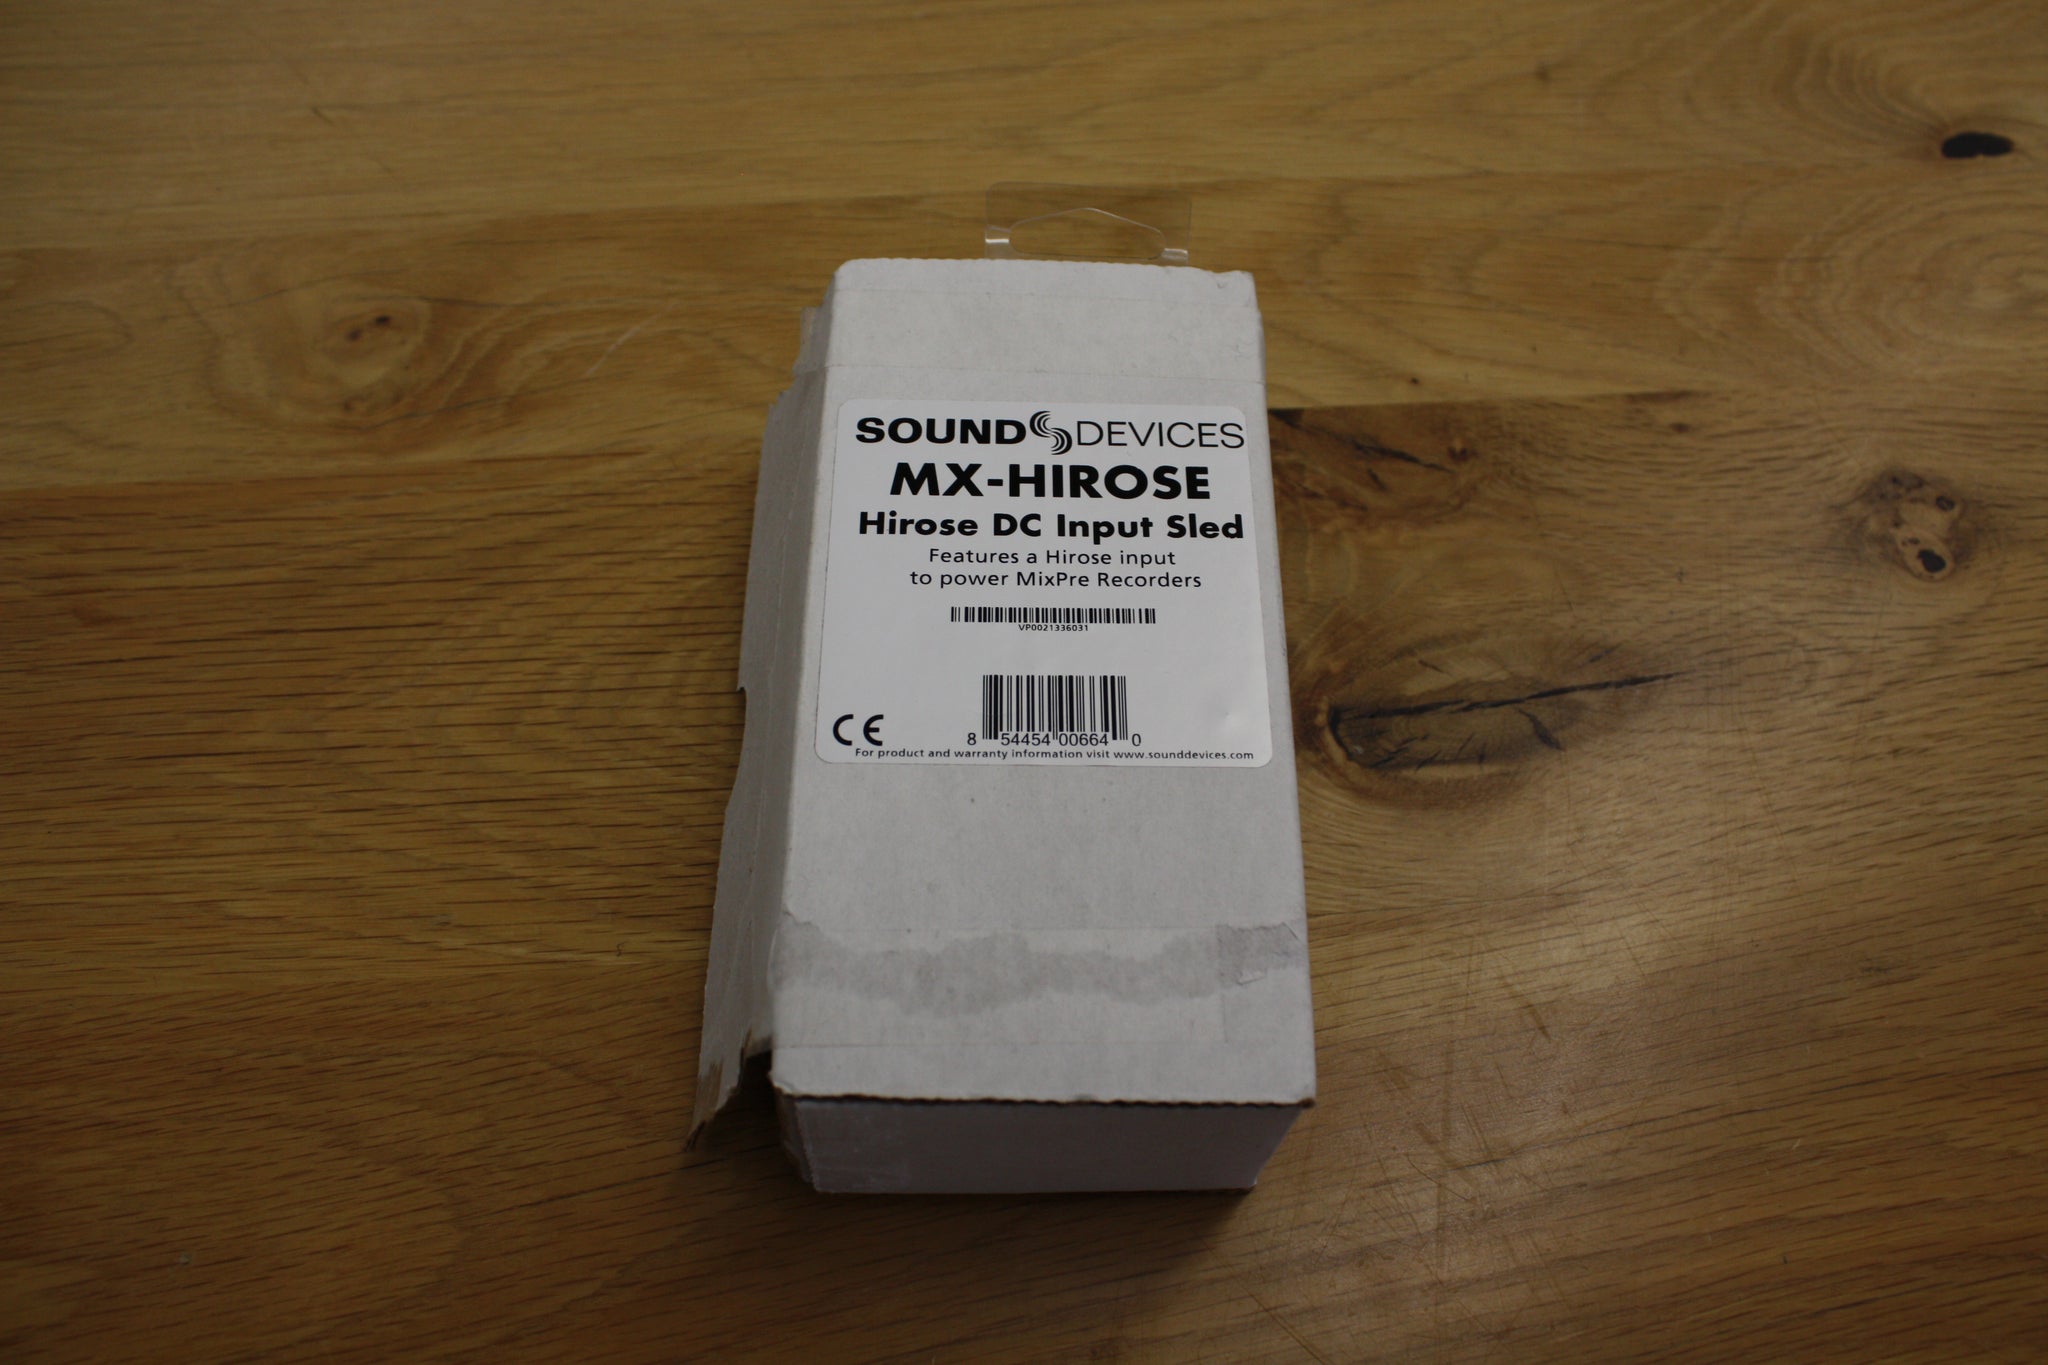 SOUND DEVICES
MX-HIROSE
Hirose DC Input Sled
Features a Hirose input
to power MixPre Recorders
VP0021336031
CE
8 54454 00664 0
For product and warranty information visit www.sounddevices.com